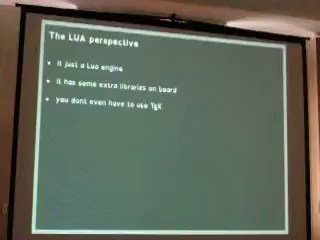 The LUA perspective
• it just a Lua engine
• it has some extra libraries on board
• you dont even have to use TEX